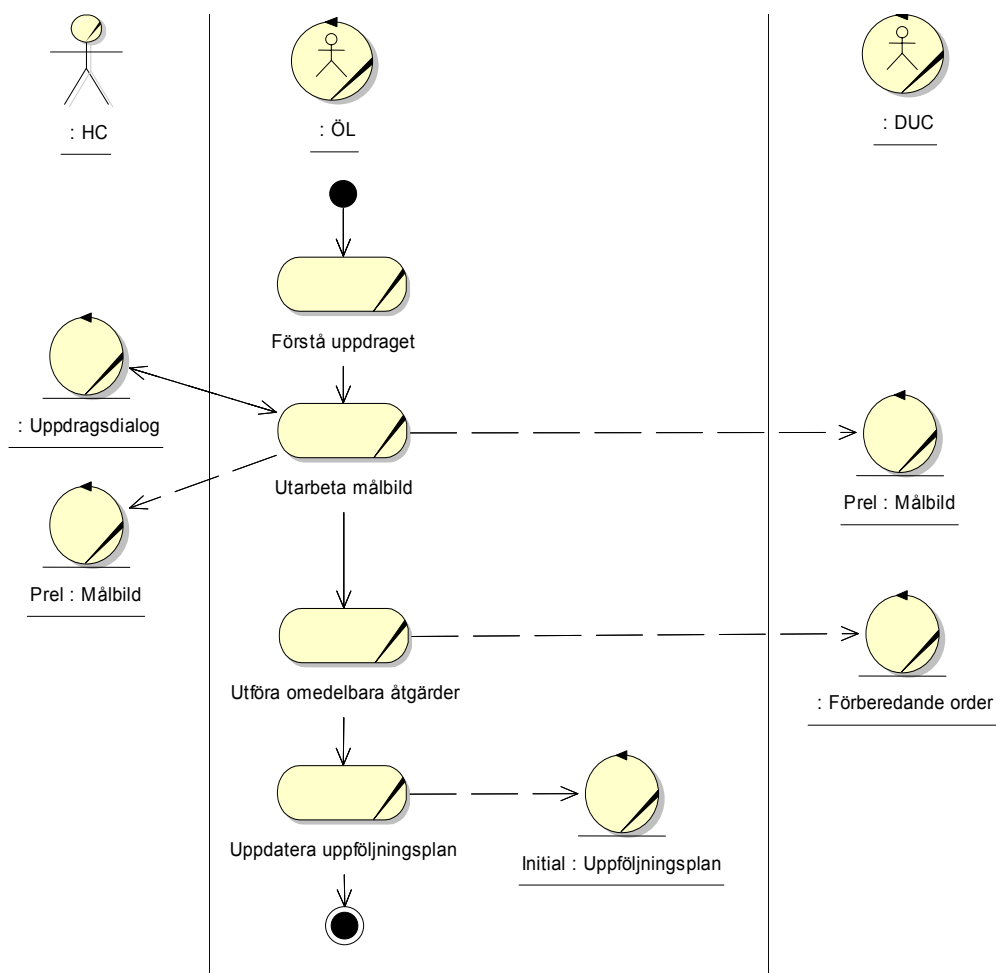 : HC
: ÖL
: DUC
Förstå uppdraget
: Uppdragsdialog
Utarbeta målbild
Prel : Målbild
Prel : Målbild
Utföra omedelbara åtgärder
: Förberedande order
Uppdatera uppföljningsplan
Initial : Uppföljningsplan